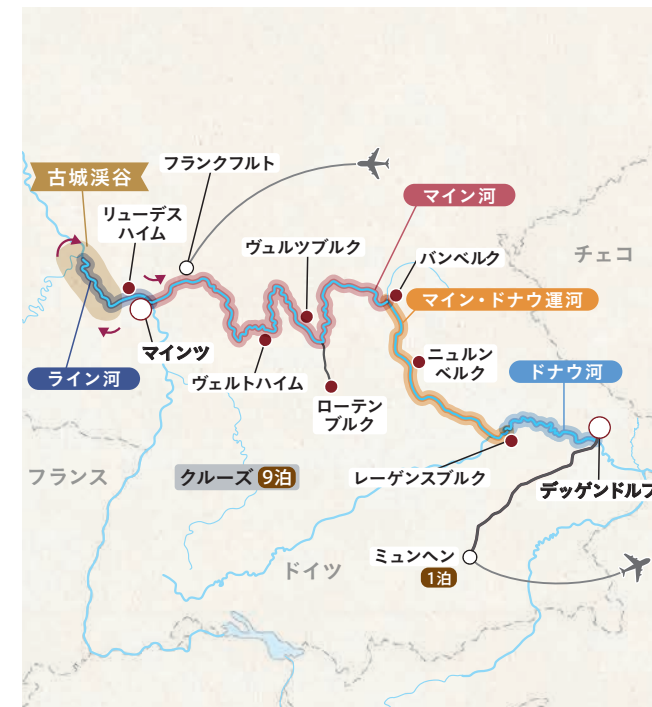 フランクフルト
古城渓谷
リューデス
ハイム
マイン河
ヴュルツブルク
バンベルク
チェコ
マイン・ドナウ運河
マインツ
ニュルン
ベルク
ライン河
ヴェルトハイム
ドナウ河
ローテン
ブルク
フランス
クルーズ 9泊
レーゲンスブルク
デッゲンドルフ
ミュンヘン
1泊
ドイツ